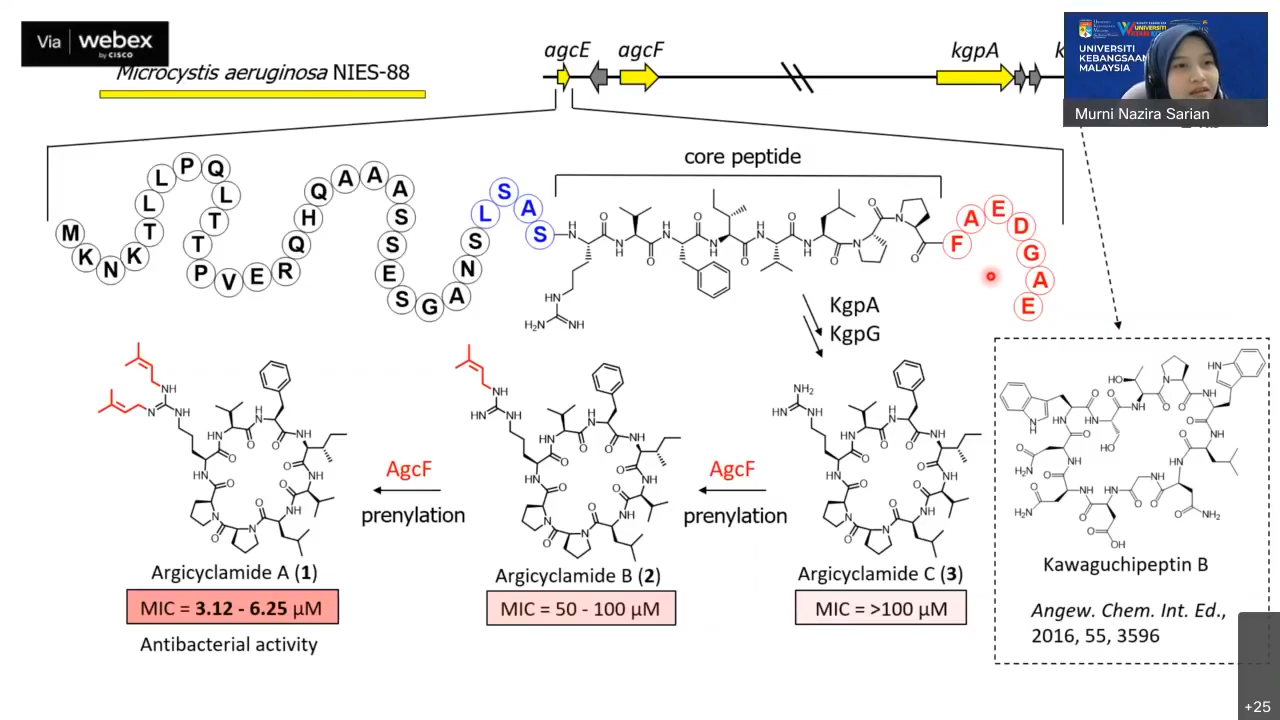 Via webex
by CISCO
Microcystis aeruginosa NIES-88
agcE
agcF
kgpA
k
UNIVERSITI
KEBANGSAAN
MALAYSIA
Murni Nazira Sarian
core peptide
M K N K T L L P Q L T T P V E R Q H Q A A A S S E S G A N S L S A S
F A E D G A E
KgpA
KgpG
AgcF
prenylation
AgcF
prenylation
Argicyclamide A (1)
MIC = 3.12 - 6.25 µM
Antibacterial activity
Argicyclamide B (2)
MIC = 50 - 100 µM
Argicyclamide C (3)
MIC = >100 µM
Kawaguchipeptin B
Angew. Chem. Int. Ed.,
2016, 55, 3596
+25